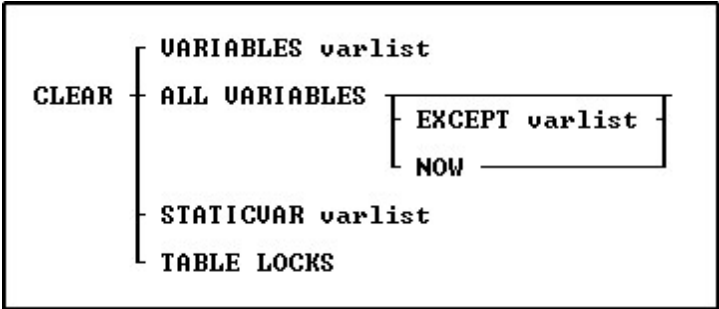 VARIABLES varlist
CLEAR ALL VARIABLES
EXCEPT varlist
NOW
STATICVAR varlist
TABLE LOCKS